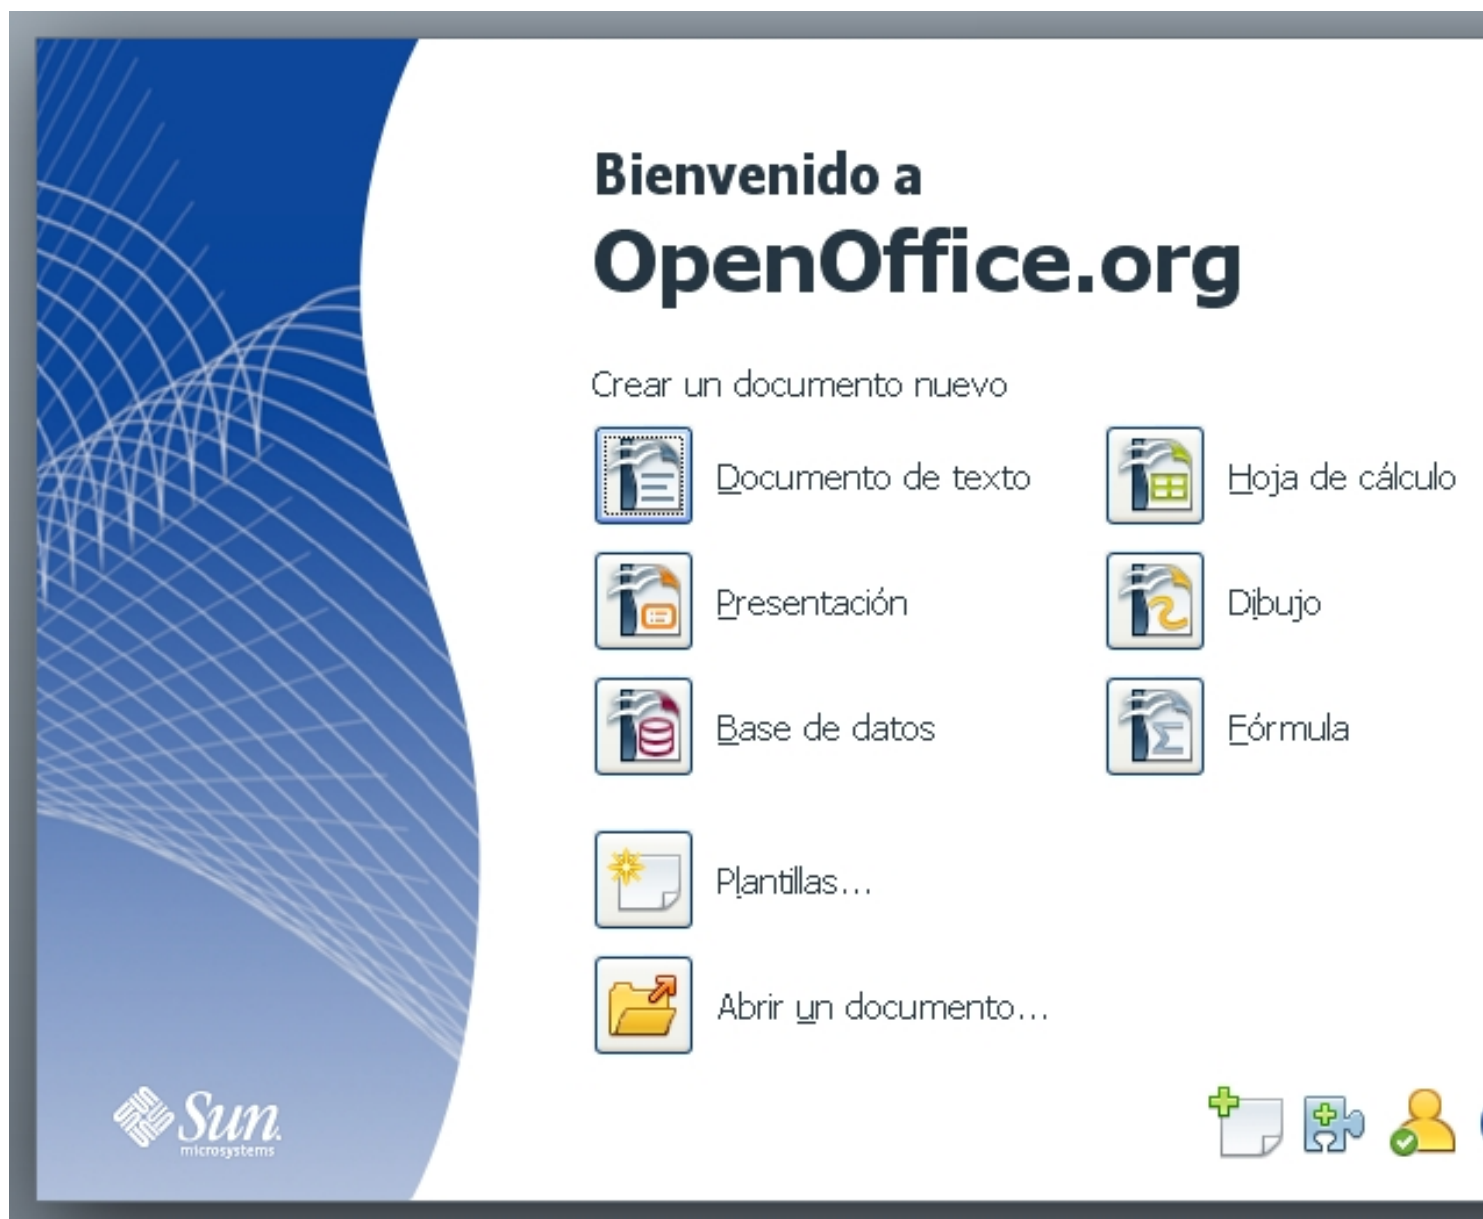 Bienvenido a
OpenOffice.org
Crear un documento nuevo
Documento de texto
Hoja de cálculo
Presentación
Dibujo
Base de datos
Fórmula
Plantillas...
Abrir un documento...
Sun
microsystems